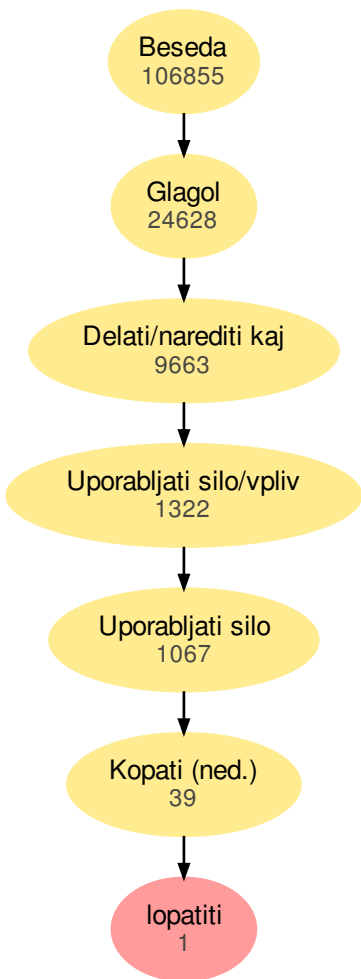 Beseda
106855
Glagol
24628
Delati/narediti kaj
9663
Uporabljati silo/vpliv
1322
Uporabljati silo
1067
Kopati (ned.)
39
lopatiti
1